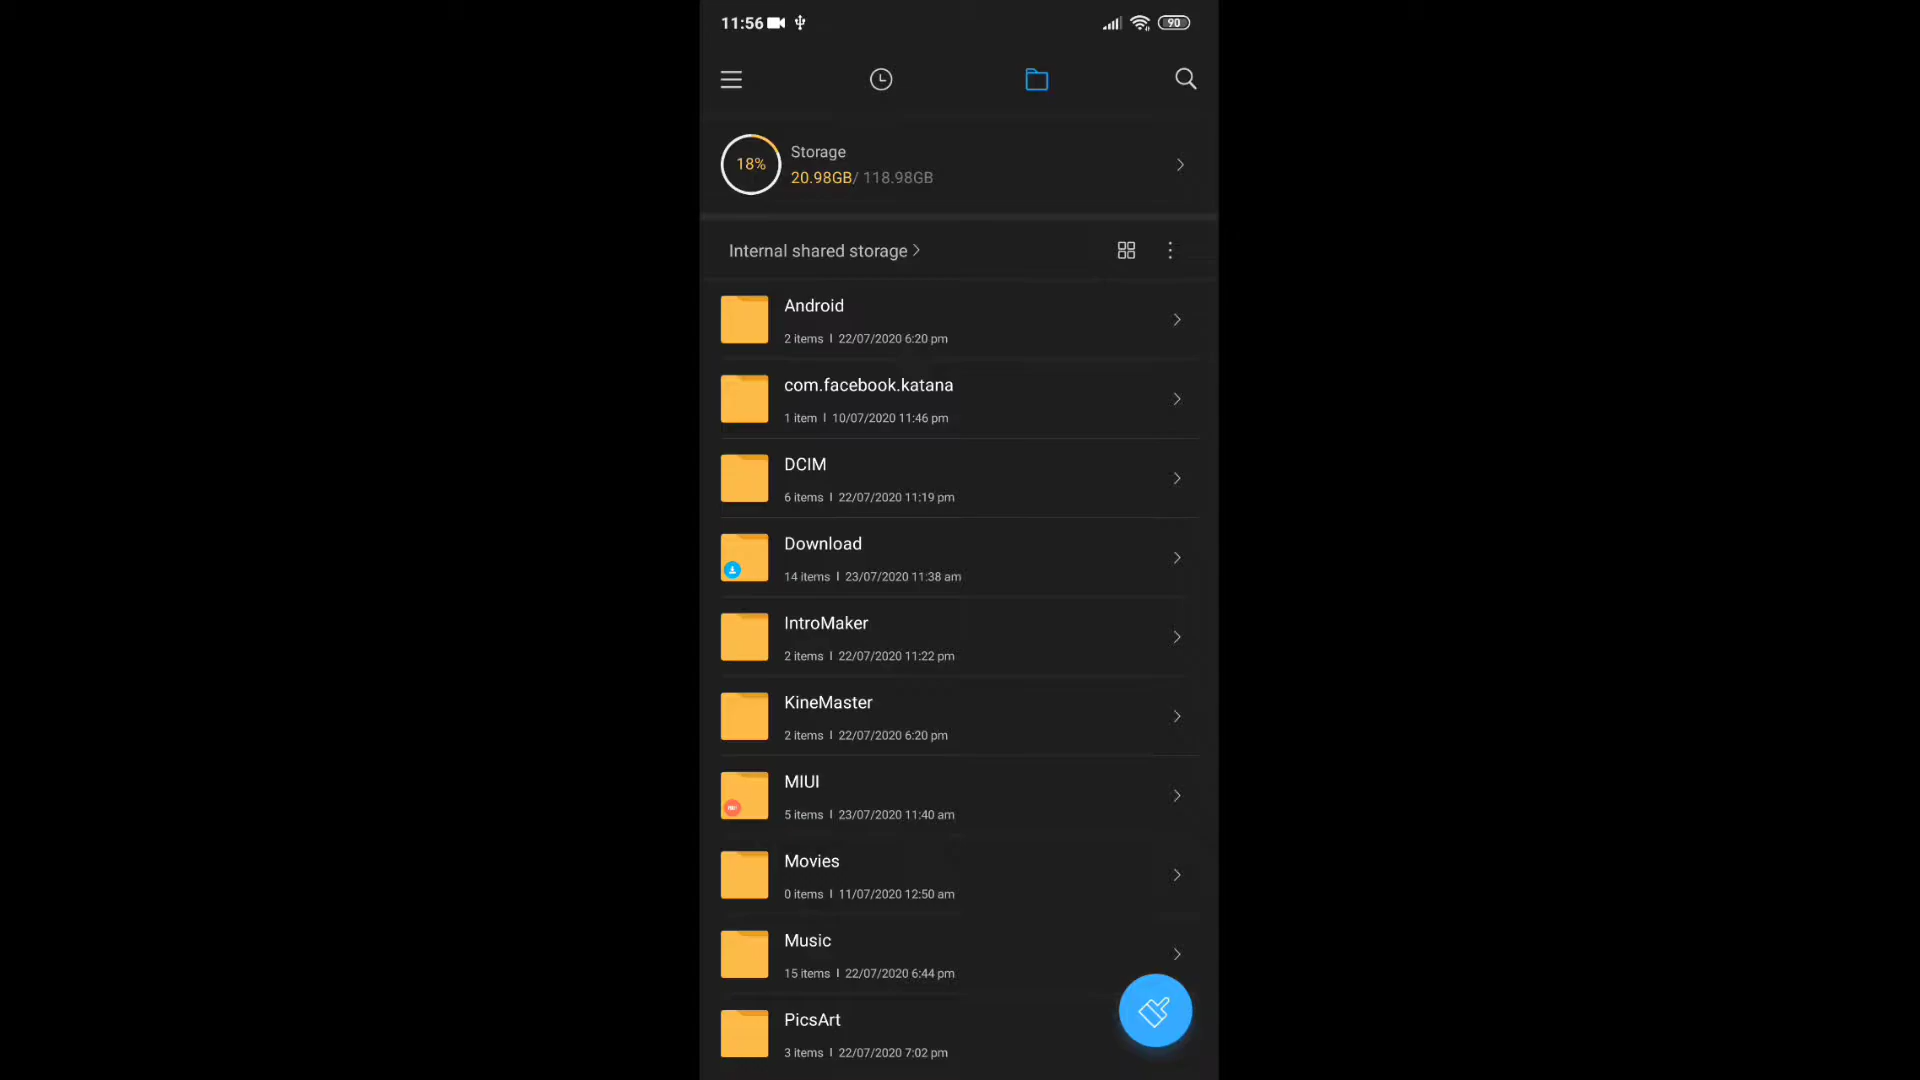 11:56
90
18%
Storage
20.98GB/ 118.98GB
Internal shared storage
Android
2 items | 22/07/2020 6:20 pm
com.facebook.katana
1 item | 10/07/2020 11:46 pm
DCIM
6 items | 22/07/2020 11:19 pm
Download
14 items | 23/07/2020 11:38 am
IntroMaker
2 items | 22/07/2020 11:22 pm
KineMaster
2 items | 22/07/2020 6:20 pm
MIUI
5 items | 23/07/2020 11:40 am
Movies
0 items | 11/07/2020 12:50 am
Music
15 items | 22/07/2020 6:44 pm
PicsArt
3 items | 22/07/2020 7:02 pm